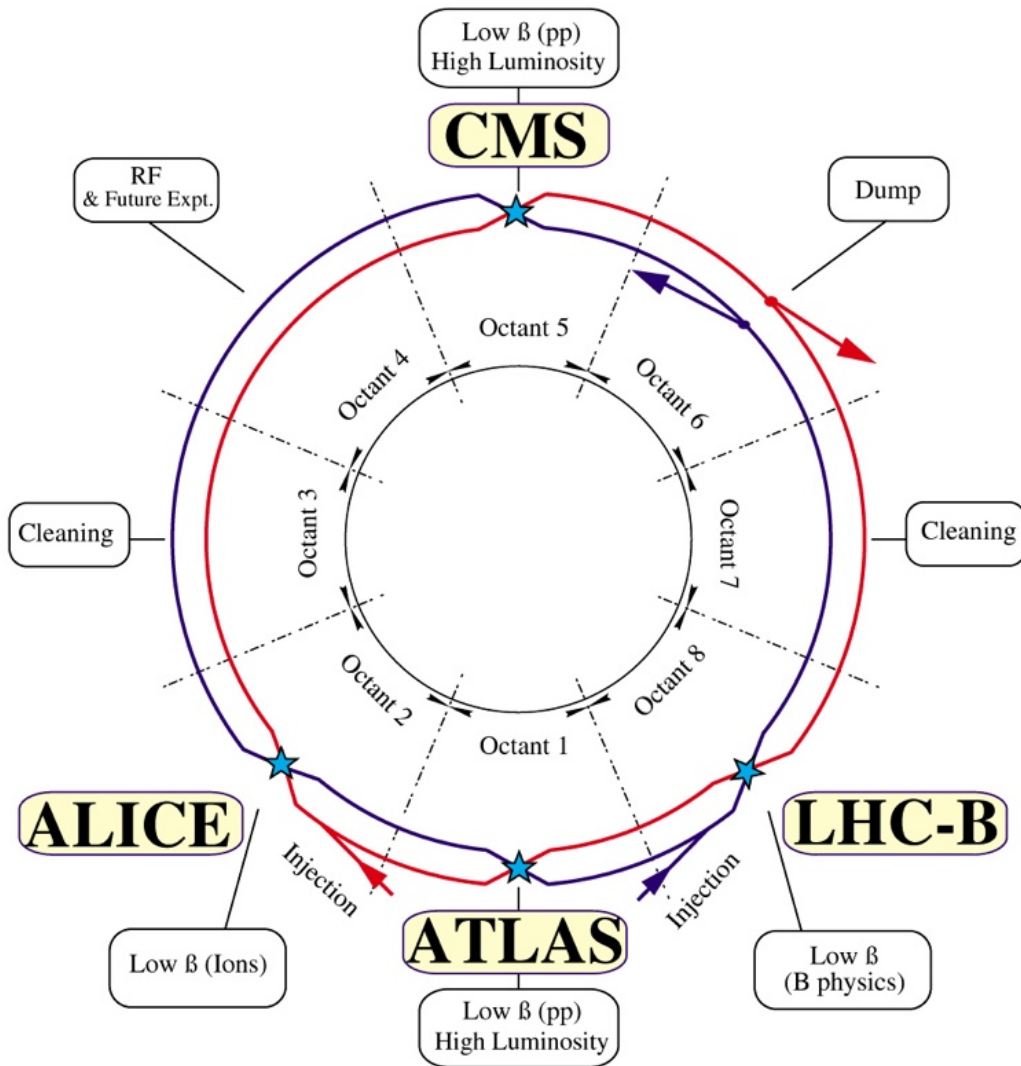 Low ß (pp)
High Luminosity
CMS
RF
& Future Expt.
Dump
Octant 5
Octant 4
Octant 6
Cleaning
Octant 3
Octant 7
Cleaning
Octant 2
Octant 8
Octant 1
ALICE
LHC-B
Injection
Injection
ATLAS
Low ß (Ions)
Low ß
(B physics)
Low ß (pp)
High Luminosity